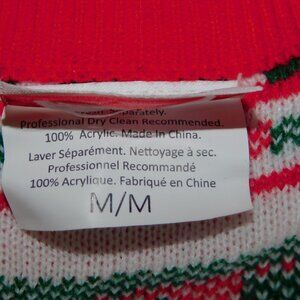 Separately.
Professional Dry Clean Recommended.
100% Acrylic. Made In China.
Laver Séparément. Nettoyage à sec.
Professionnel Recommandé
100% Acrylique. Fabriqué en Chine
M/M